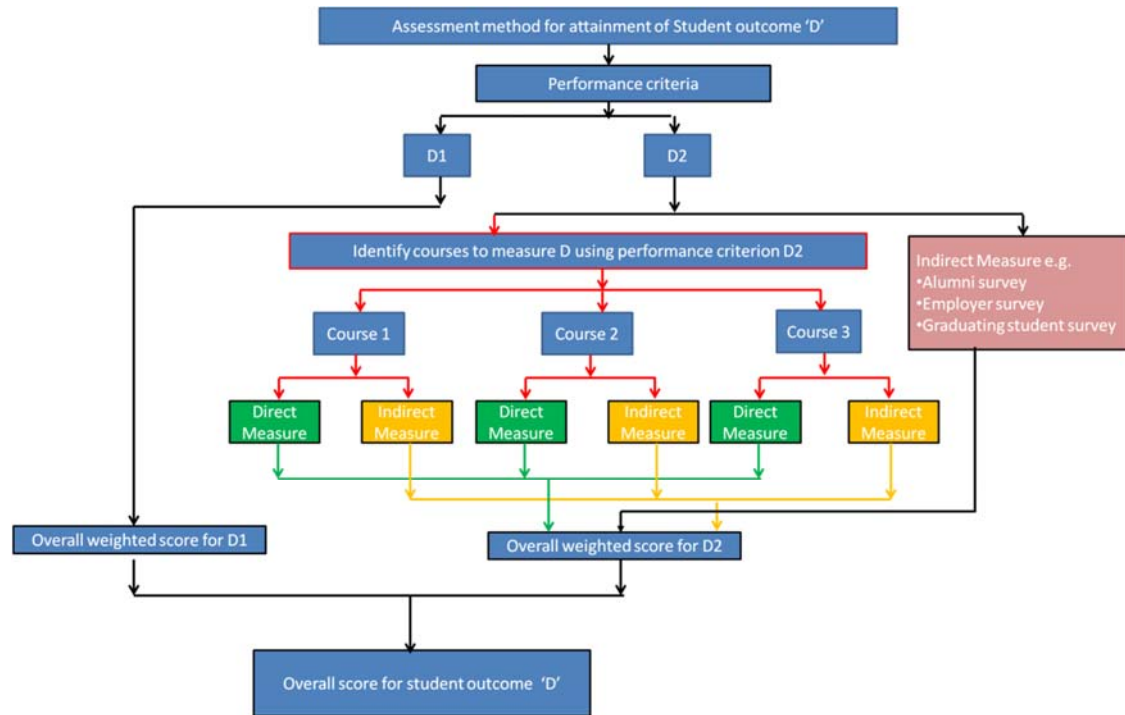 Assessment method for attainment of Student outcome ‘D’
Performance criteria
D1
D2
Identify courses to measure D using performance criterion D2
Indirect Measure e.g.
•Alumni survey
•Employer survey
•Graduating student survey
Course 1
Course 2
Course 3
Direct
Measure
Indirect
Measure
Direct
Measure
Indirect
Measure
Direct
Measure
Indirect
Measure
Overall weighted score for D1
Overall weighted score for D2
Overall score for student outcome ‘D’